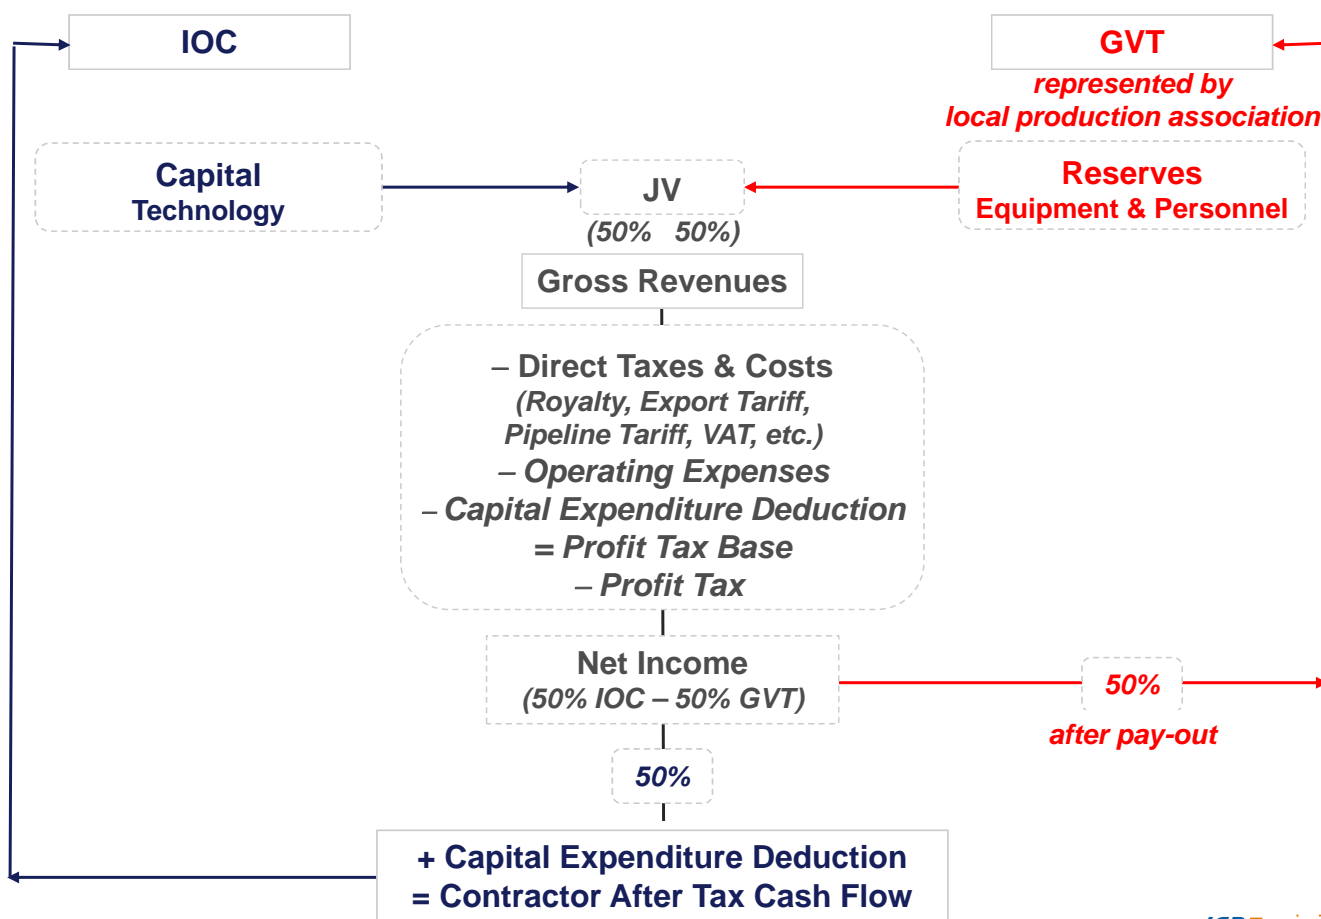 IOC
GVT
represented by
local production association
Capital
Technology
JV
(50% 50%)
Reserves
Equipment & Personnel
Gross Revenues
– Direct Taxes & Costs
(Royalty, Export Tariff,
Pipeline Tariff, VAT, etc.)
– Operating Expenses
– Capital Expenditure Deduction
= Profit Tax Base
– Profit Tax
Net Income
(50% IOC – 50% GVT)
50%
after pay-out
50%
+ Capital Expenditure Deduction
= Contractor After Tax Cash Flow